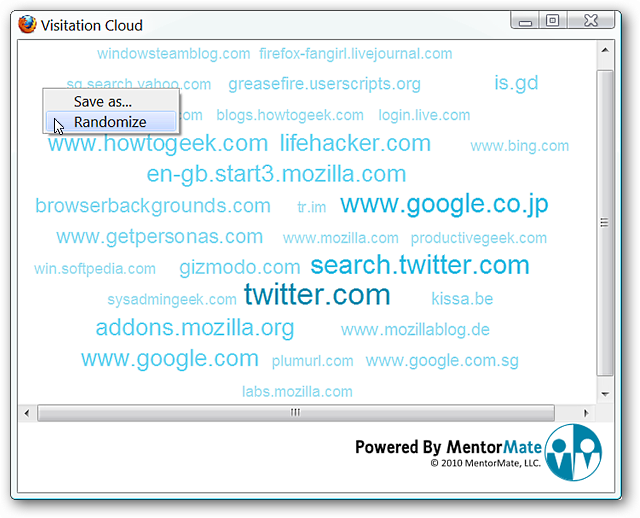 Visitation Cloud
windowsteamblog.com firefox-fangirl.livejournal.com
sg.search.yahoo.com greasefire.userscripts.org is.gd
Save as...
.com blogs.howtogeek.com login.live.com
Randomize
www.howtogeek.com lifehacker.com www.bing.com
en-gb.start3.mozilla.com
browserbackgrounds.com tr.im www.google.co.jp
www.getpersonas.com www.mozilla.com productivegeek.com
win.softpedia.com gizmodo.com search.twitter.com
sysadmingeek.com twitter.com kissa.be
addons.mozilla.org www.mozillablog.de
www.google.com plumurl.com www.google.com.sg
labs.mozilla.com
Powered By MentorMate
© 2010 MentorMate, LLC.